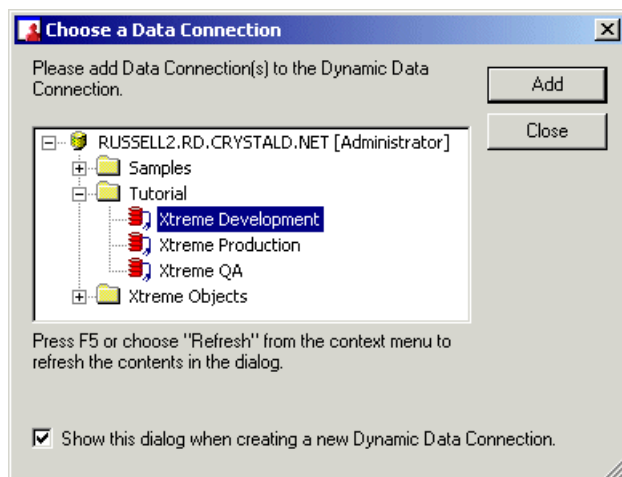 Choose a Data Connection
Please add Data Connection(s) to the Dynamic Data
Connection.
Add
Close
RUSSELL2.RD.CRYSTALD.NET [Administrator]
Samples
Tutorial
Xtreme Development
Xtreme Production
Xtreme QA
Xtreme Objects
Press F5 or choose "Refresh" from the context menu to
refresh the contents in the dialog.
Show this dialog when creating a new Dynamic Data Connection.